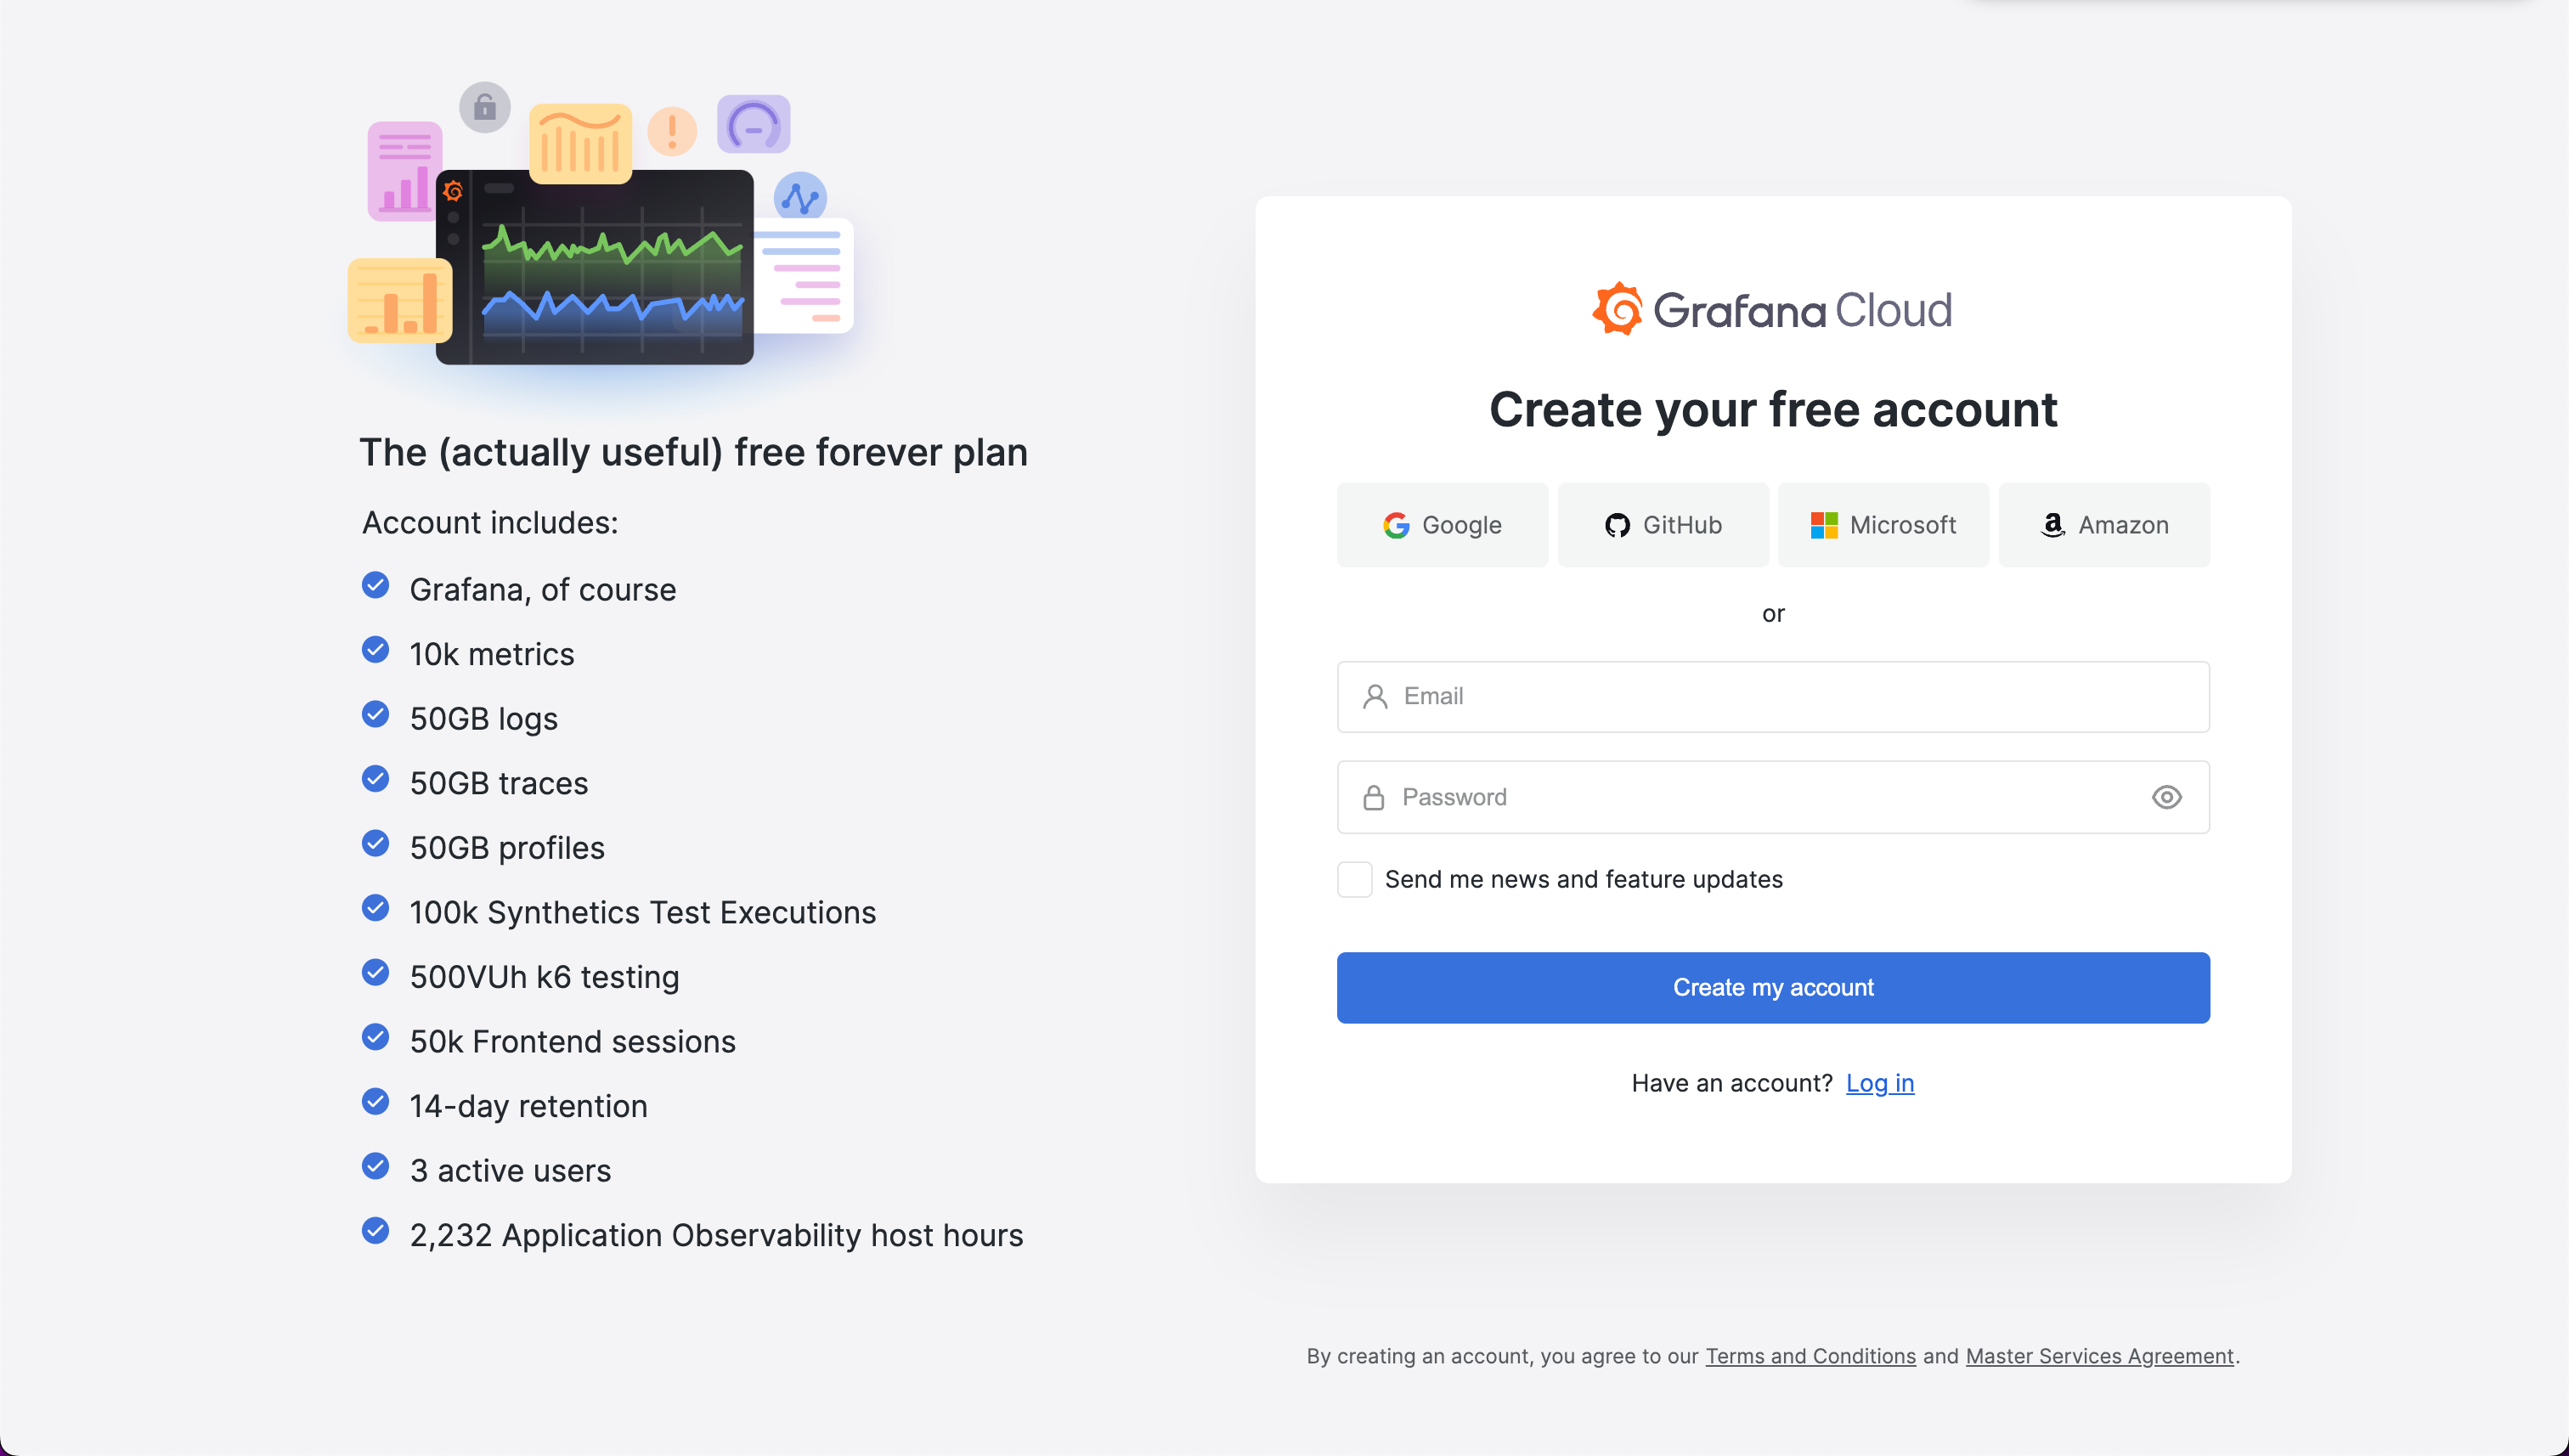 The (actually useful) free forever plan
Account includes:
Grafana, of course
10k metrics
50GB logs
50GB traces
50GB profiles
100k Synthetics Test Executions
500VUh k6 testing
50k Frontend sessions
14-day retention
3 active users
2,232 Application Observability host hours
Grafana Cloud
Create your free account
Google GitHub Microsoft Amazon
or
Email
Password
Send me news and feature updates
Create my account
Have an account? Log in
By creating an account, you agree to our Terms and Conditions and Master Services Agreement.